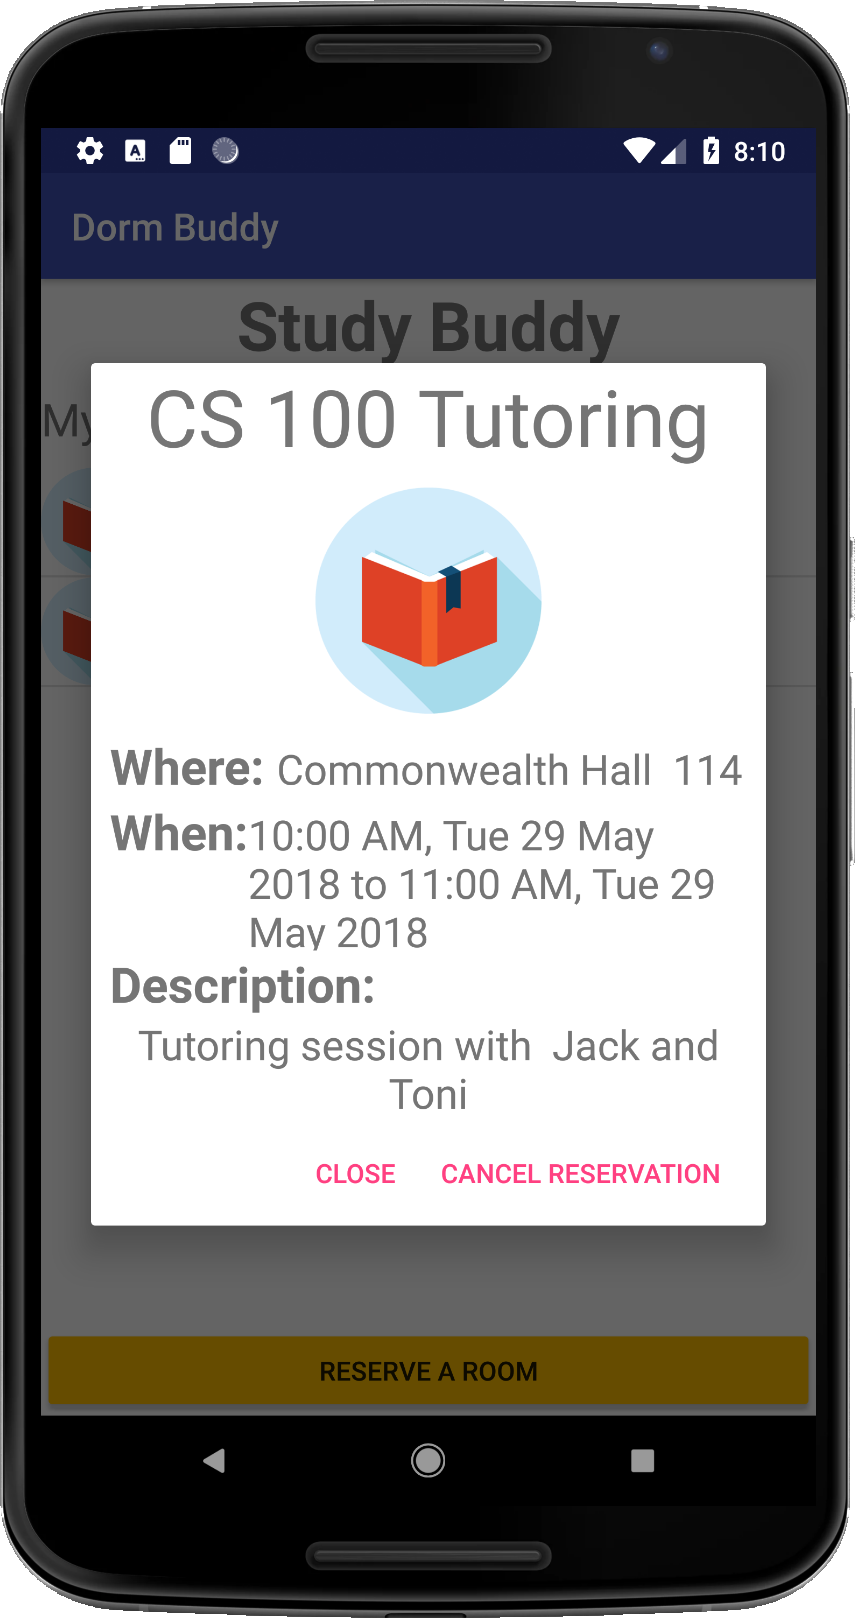 8:10
Dorm Buddy
Study Buddy
My
CS 100 Tutoring
Where: Commonwealth Hall 114
When: 10:00 AM, Tue 29 May
2018 to 11:00 AM, Tue 29
May 2018
Description:
Tutoring session with Jack and
Toni
CLOSE CANCEL RESERVATION
RESERVE A ROOM